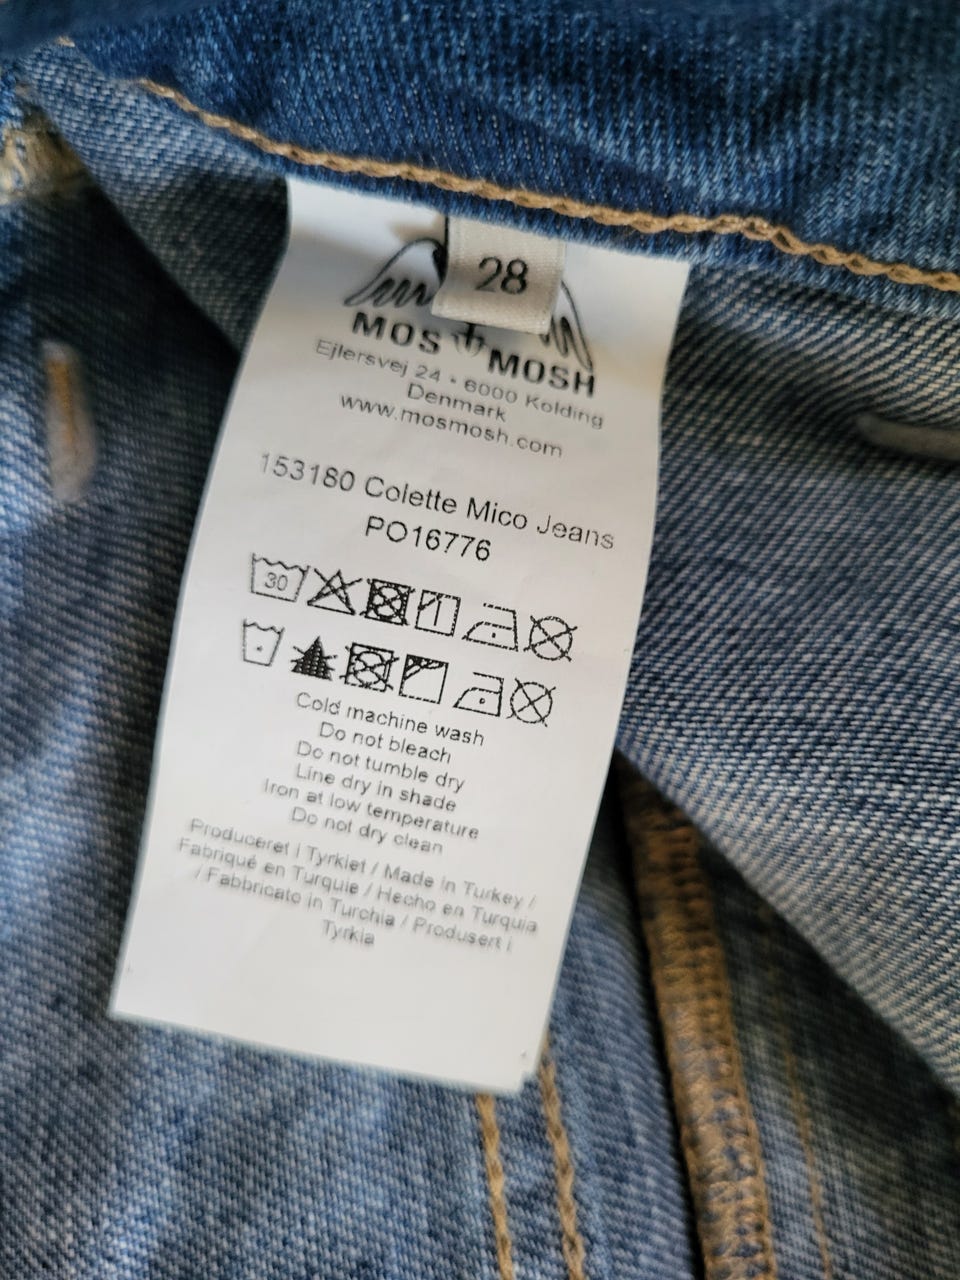 28
MOS MOSH
Ejlersvej 24 • 6000 Kolding
Denmark
www.mosmosh.com
153180 Colette Mico Jeans
PO16776
30
Cold machine wash
Do not bleach
Do not tumble dry
Line dry in shade
Iron at low temperature
Do not dry clean
Produceret i Tyrkiet / Made in Turkey /
Fabriqué en Turquie / Hecho en Turquia
/ Fabbricato in Turchia / Produsert i
Tyrkia